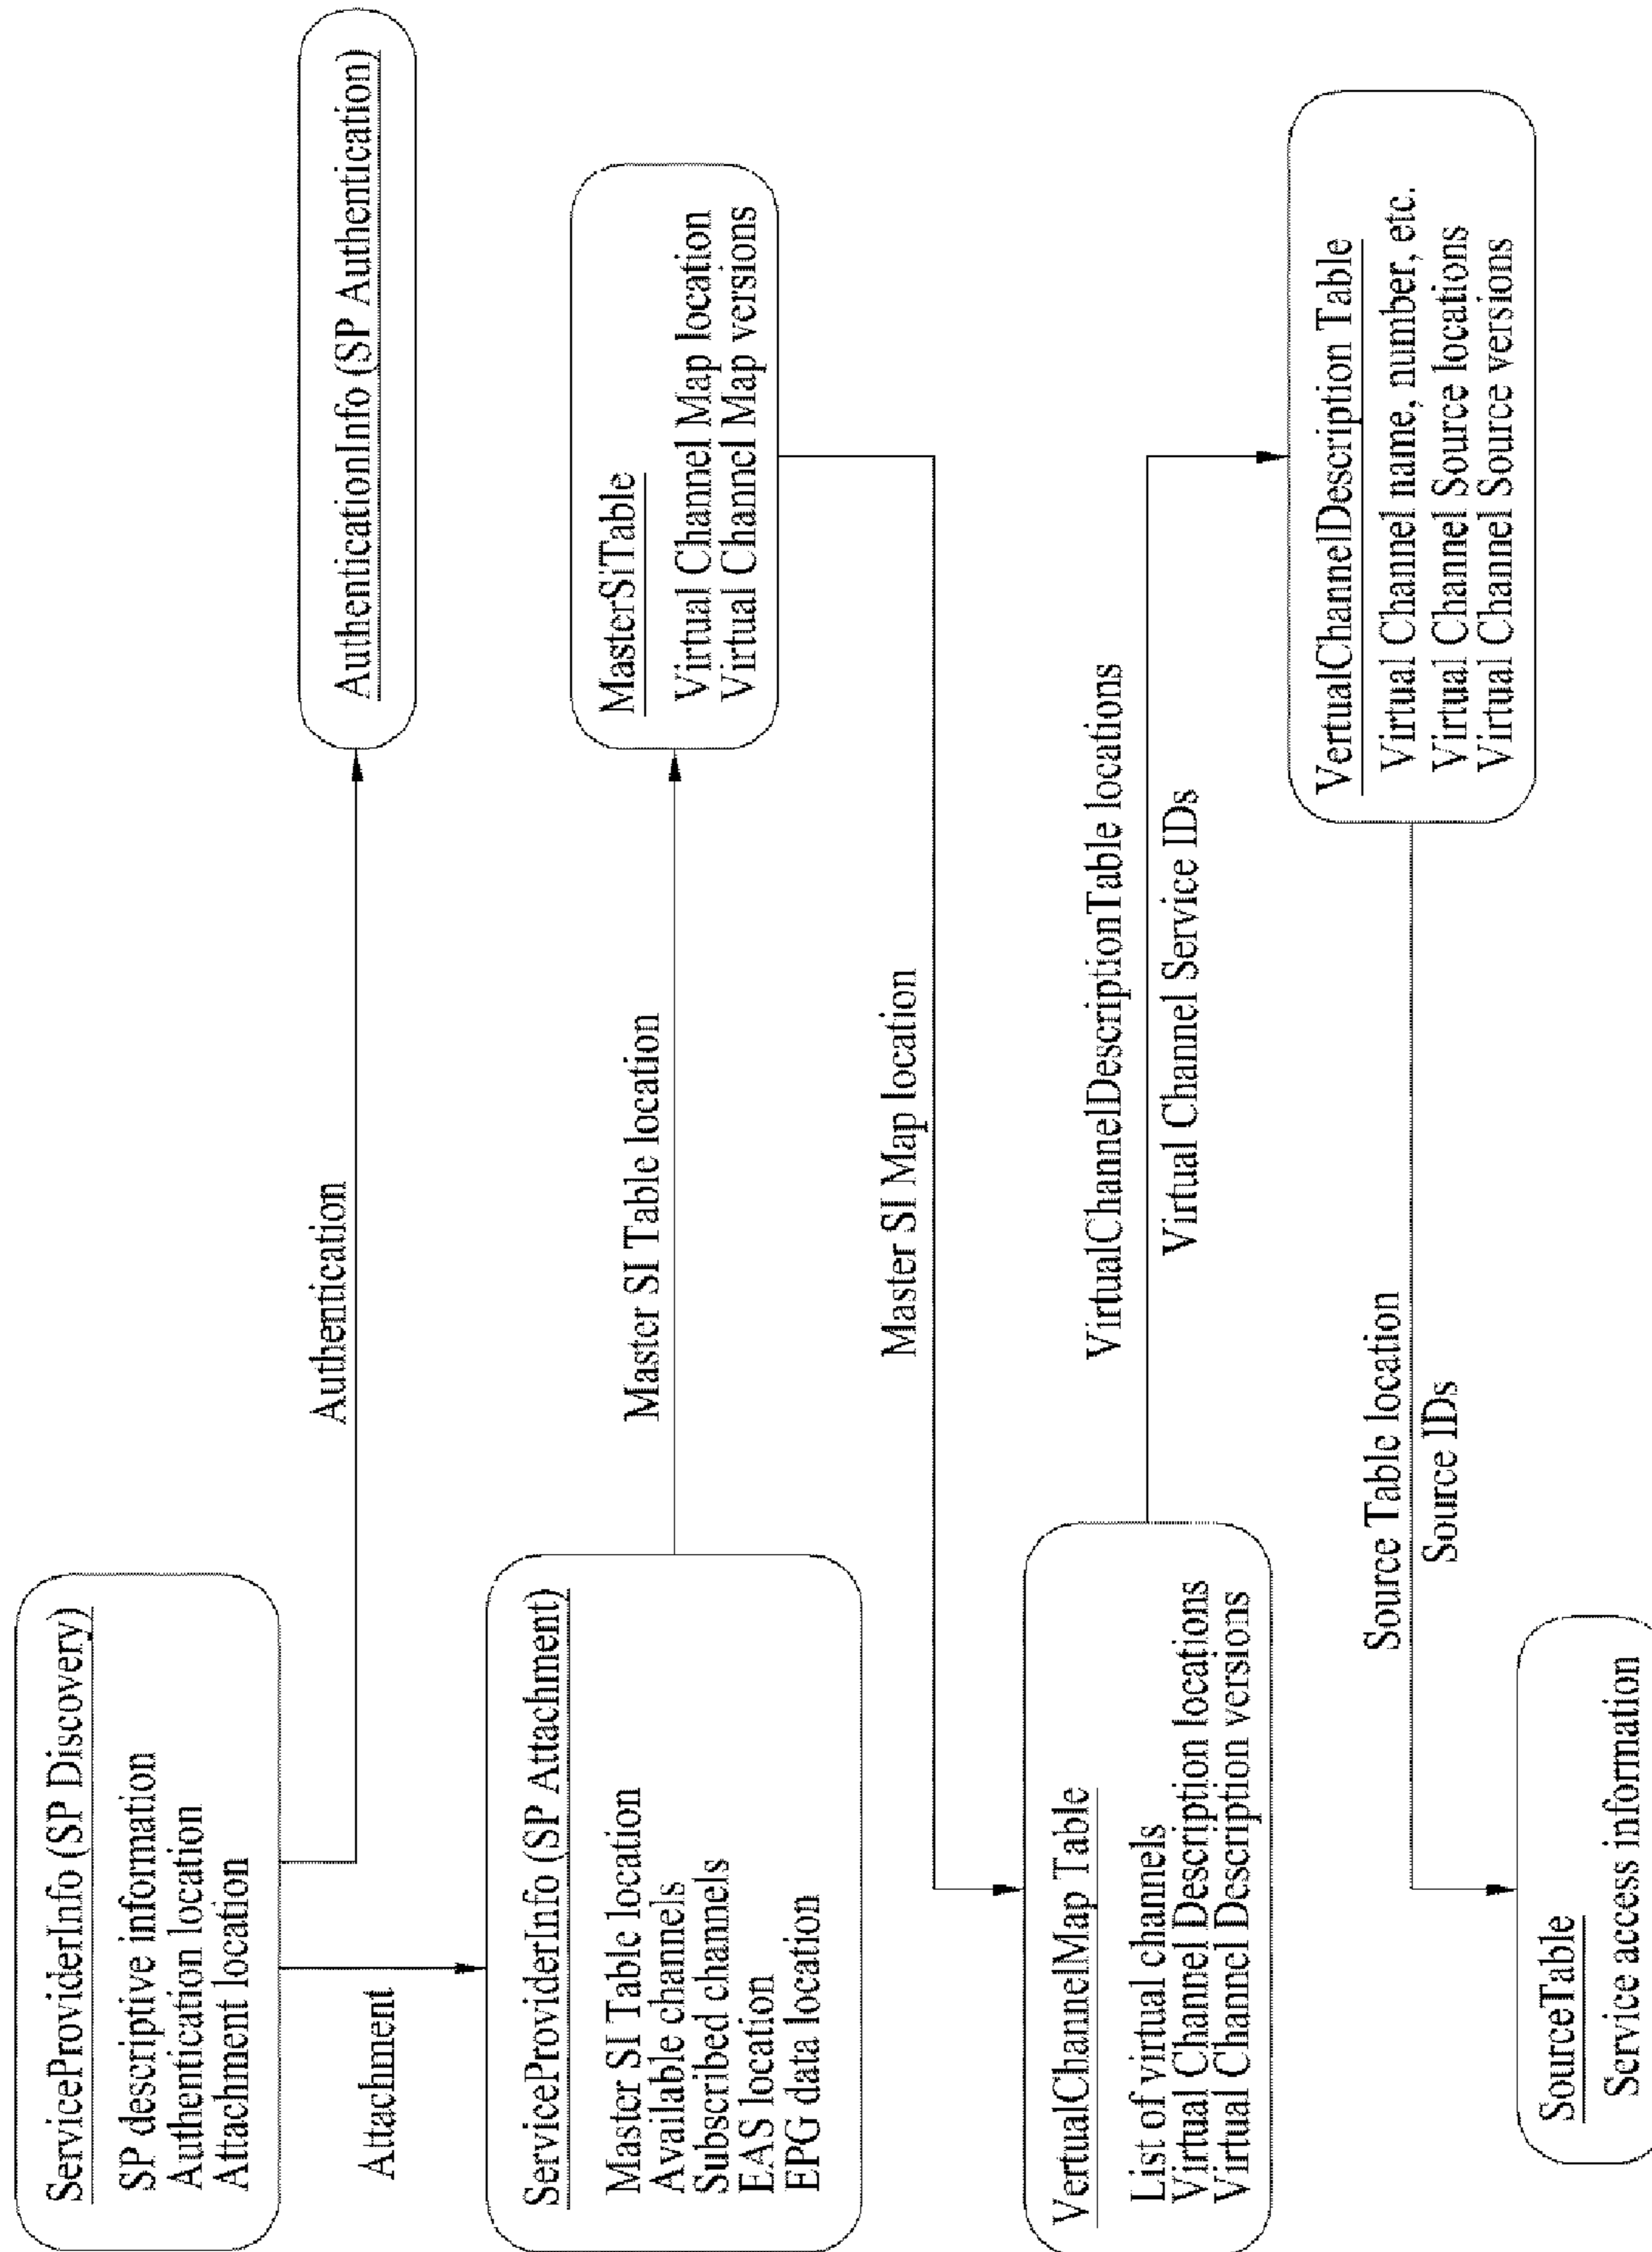 ServiceProviderInfo (SP Discovery)
SP descriptive information
Authentication location
Attachment location
Authentication
AuthenticationInfo (SP Authentication)
Attachment
ServiceProviderInfo (SP Attachment)
Master SI Table location
Available channels
Subscribed channels
EAS location
EPG data location
Master SI Table location
MasterSiTable
Virtual Channel Map location
Virtual Channel Map versions
Master SI Map location
VertualChannelMap Table
List of virtual channels
Virtual Channel Description locations
Virtual Channel Description versions
VirtualChannelDescriptionTable locations
Virtual Channel Service IDs
VertualChannelDescription Table
Virtual Channel name, number, etc.
Virtual Channel Source locations
Virtual Channel Source versions
Source Table location
Source IDs
SourceTable
Service access information